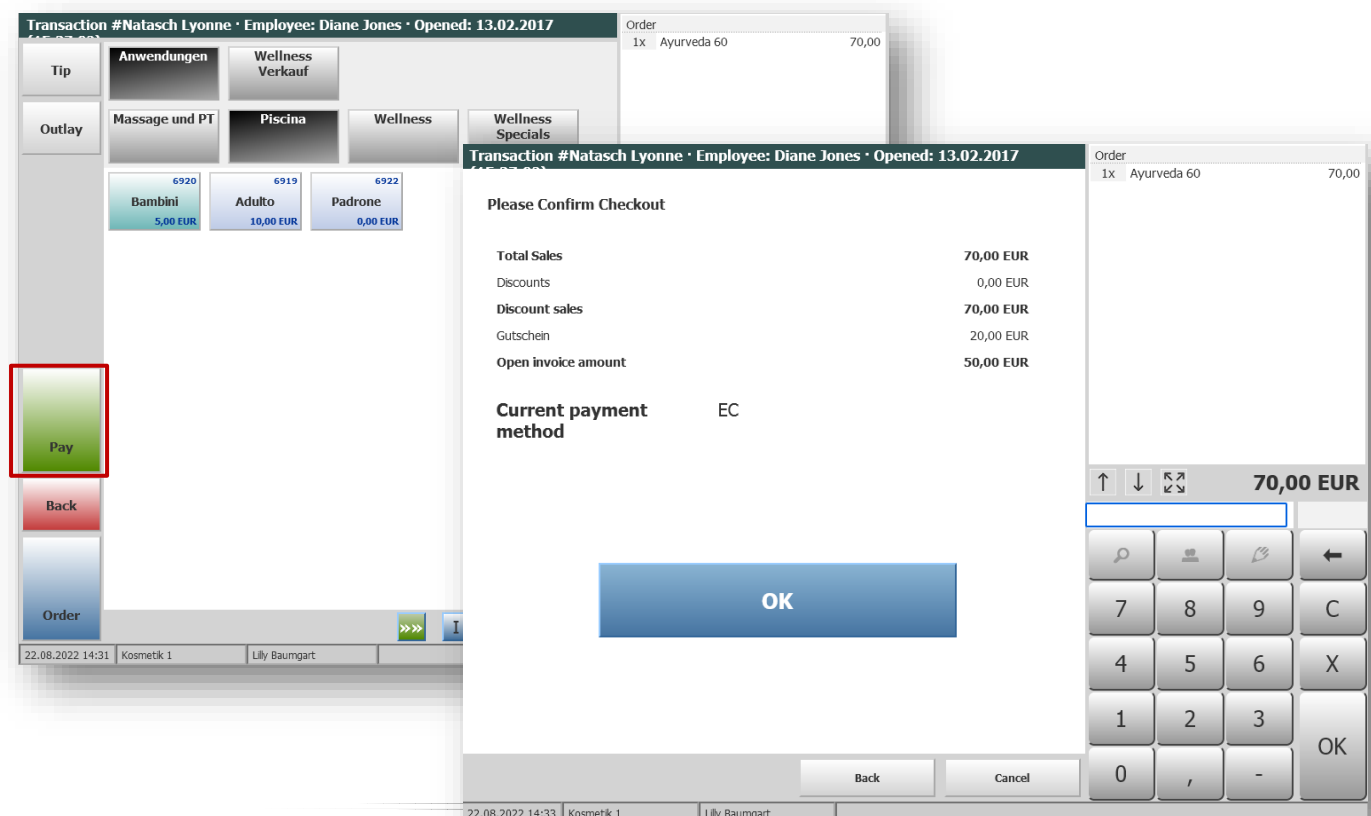 Transaction #Natasch Lyonne · Employee: Diane Jones · Opened: 13.02.2017
Tip
Outlay
Anwendungen
Wellness
Verkauf
Massage und PT
Piscina
Wellness
Wellness
Specials
6920
Bambini
5,00 EUR
6919
Adulto
10,00 EUR
6922
Padrone
0,00 EUR
Pay
Back
Order
»»
I
22.08.2022 14:31
Kosmetik 1
Lilly Baumgart
Order
1x Ayurveda 60 70,00
Transaction #Natasch Lyonne · Employee: Diane Jones · Opened: 13.02.2017
Please Confirm Checkout
Total Sales 70,00 EUR
Discounts 0,00 EUR
Discount sales 70,00 EUR
Gutschein 20,00 EUR
Open invoice amount 50,00 EUR
Current payment EC
method
OK
Back
Cancel
22.08.2022 14:33
Kosmetik 1
Lilly Baumgart
Order
1x Ayurveda 60 70,00
↑ ↓ 70,00 EUR
7 8 9 C
4 5 6 X
1 2 3
OK
0 , -